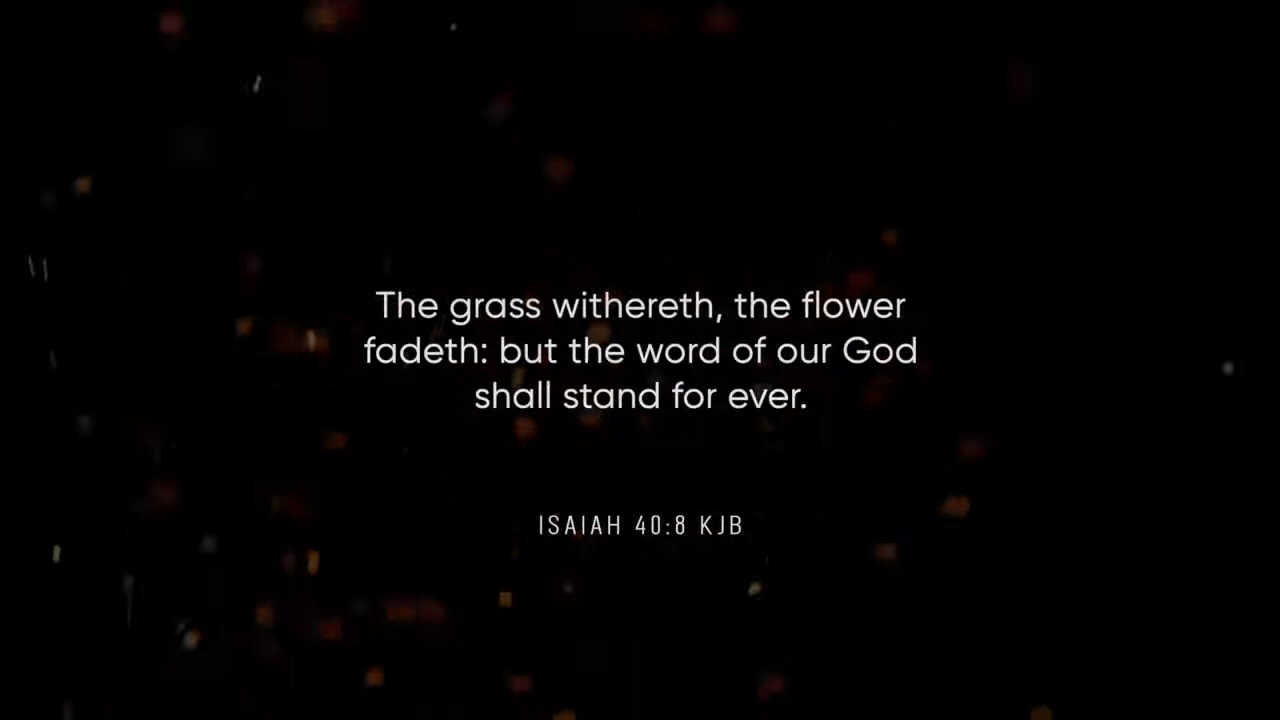 The grass withereth, the flower
fadeth: but the word of our God
shall stand for ever.
ISAIAH 40:8 KJB